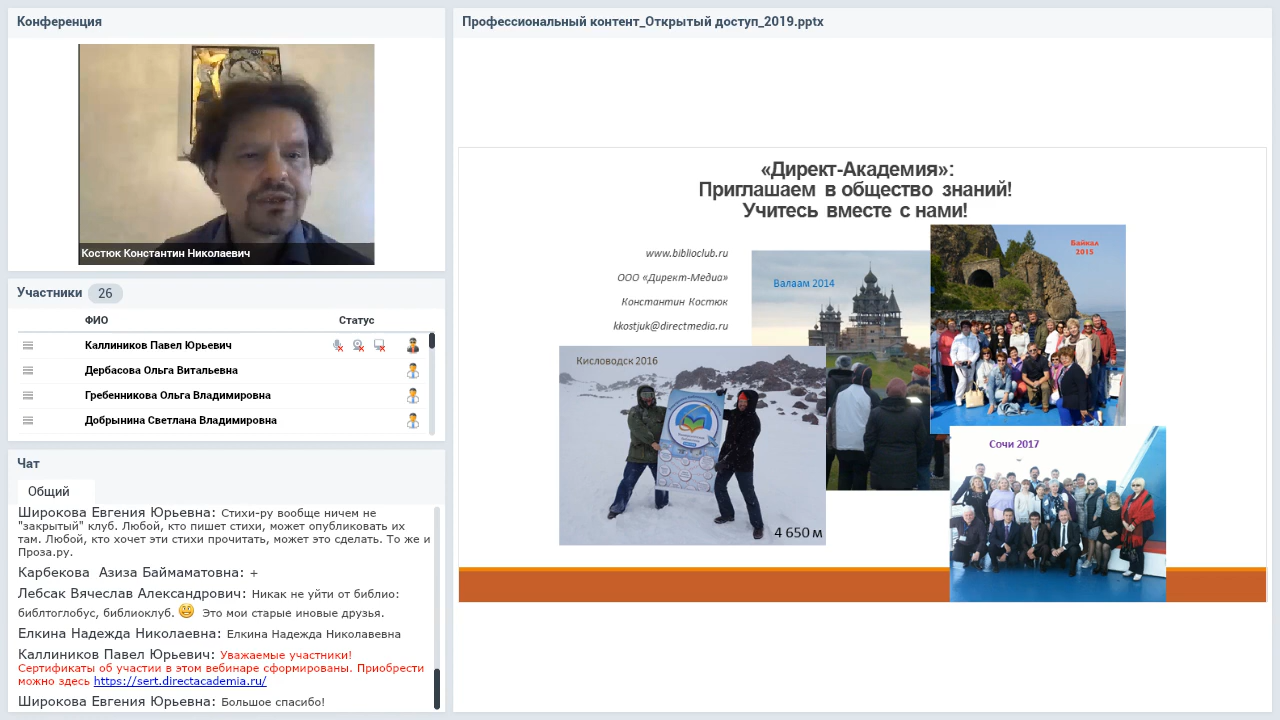 Конференция
Костюк Константин Николаевич
Участники 26
ФИО Статус
Каллиников Павел Юрьевич
Дербасова Ольга Витальевна
Гребенникова Ольга Владимировна
Добрынина Светлана Владимировна
Чат
Общий
Широкова Евгения Юрьевна: Стихи-ру вообще ничем не
"закрытый" клуб. Любой, кто пишет стихи, может опубликовать их
там. Любой, кто хочет эти стихи прочитать, может это сделать. То же и
Проза.ру.
Карбекова Азиза Баймаматовна: +
Лебсак Вячеслав Александрович: Никак не уйти от библио:
библтоглобус, библиоклуб. Это мои старые иновые друзья.
Елкина Надежда Николаевна: Елкина Надежда Николавевна
Каллиников Павел Юрьевич: Уважаемые участники!
Сертификаты об участии в этом вебинаре сформированы. Приобрести
можно здесь https://sert.directacademia.ru/
Широкова Евгения Юрьевна: Большое спасибо!
Профессиональный контент_Открытый доступ_2019.pptx
«Директ-Академия»:
Приглашаем в общество знаний!
Учитесь вместе с нами!
www.biblioclub.ru
ООО «Директ-Медиа»
Константин Костюк
kkostjuk@directmedia.ru
Валаам 2014
Байкал
2015
Кисловодск 2016
4 650 м
Сочи 2017